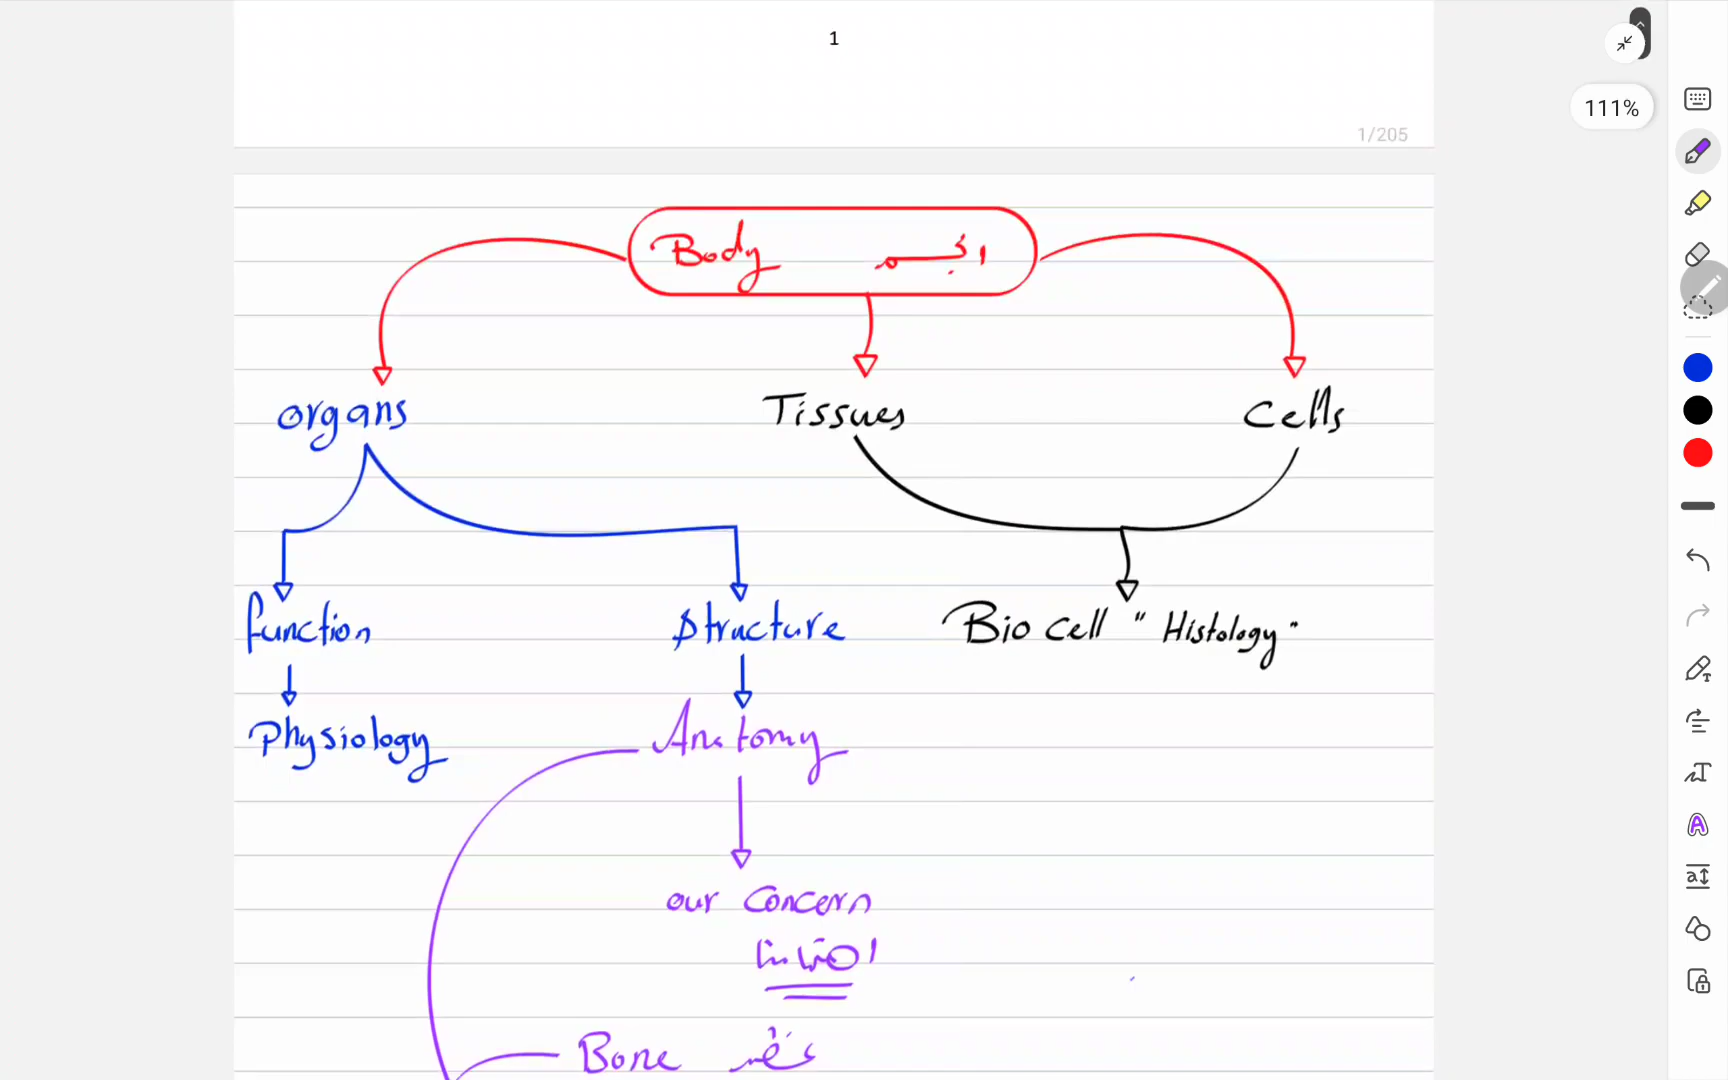 1
111%
1/205
Body الجسم
organs Tissues Cells
function Structure Bio Cell " Histology "
Physiology Anatomy
our Concern
اهتمامنا
Bone عظم